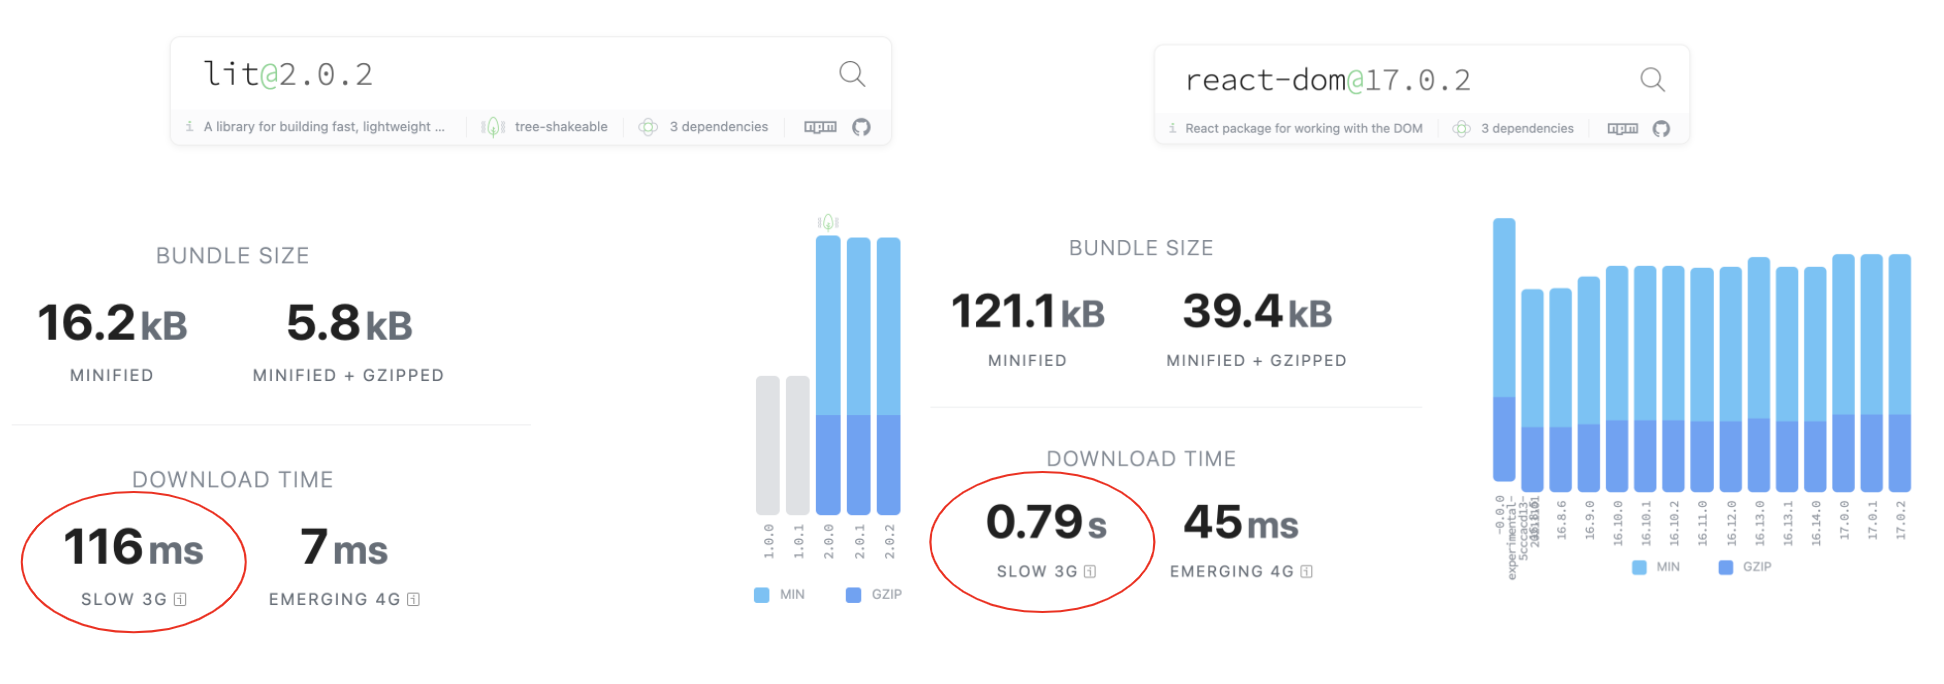 lit@2.0.2
i A library for building fast, lightweight ... tree-shakeable 3 dependencies npm
BUNDLE SIZE
16.2 kB 5.8 kB
MINIFIED MINIFIED + GZIPPED
DOWNLOAD TIME
116 ms 7 ms
SLOW 3G i EMERGING 4G i
1.0.0 1.0.1 2.0.0 2.0.1 2.0.2
MIN GZIP
react-dom@17.0.2
i React package for working with the DOM 3 dependencies npm
BUNDLE SIZE
121.1 kB 39.4 kB
MINIFIED MINIFIED + GZIPPED
DOWNLOAD TIME
0.79 s 45 ms
SLOW 3G i EMERGING 4G i
16.8.6 16.9.0 16.10.0 16.10.1 16.10.2 16.11.0 16.12.0 16.13.0 16.13.1 16.14.0 17.0.0 17.0.1 17.0.2
MIN GZIP